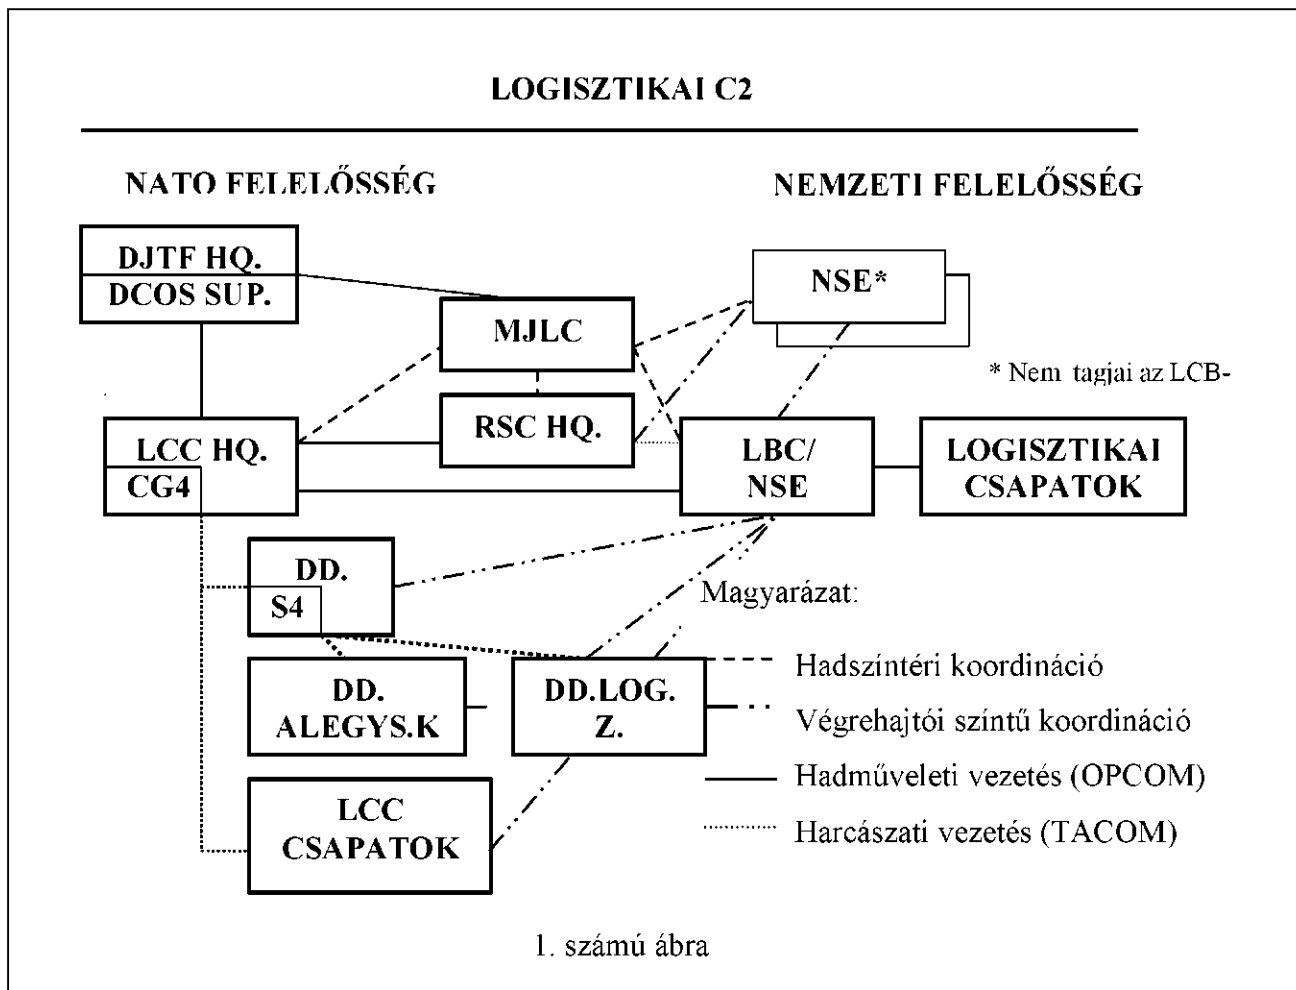 LOGISZTIKAI C2
NATO FELELŐSSÉG
NEMZETI FELELŐSSÉG
DJTF HQ.
DCOS SUP.
MJLC
NSE*
* Nem tagjai az LCB-
LCC HQ.
CG4
RSC HQ.
LBC/
NSE
LOGISZTIKAI
CSAPATOK
DD.
S4
Magyarázat:
DD.
ALEGYS.K
DD.LOG.
Z.
Hadszíntéri koordináció
Végrehajtói színtű koordináció
Hadműveleti vezetés (OPCOM)
Harcászati vezetés (TACOM)
LCC
CSAPATOK
1. számú ábra